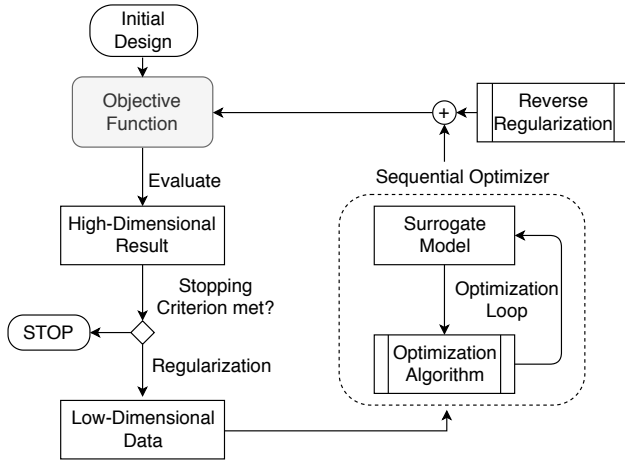 Initial
Design
Objective
Function
+
Reverse
Regularization
Evaluate
Sequential Optimizer
High-Dimensional
Result
Surrogate
Model
Stopping
Criterion met?
Optimization
Loop
STOP
Regularization
Optimization
Algorithm
Low-Dimensional
Data